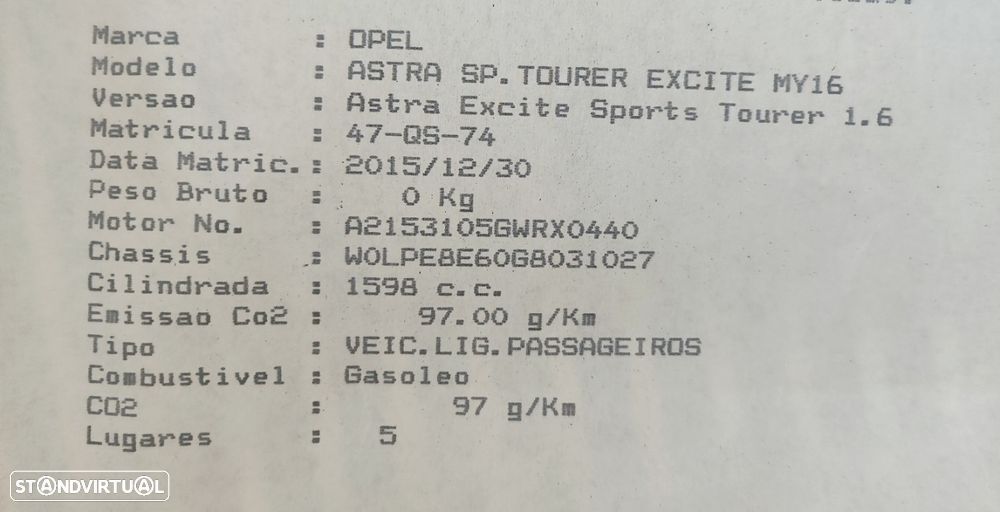 Marca : OPEL
Modelo : ASTRA SP.TOURER EXCITE MY16
Versao : Astra Excite Sports Tourer 1.6
Matricula : 47-QS-74
Data Matric.: 2015/12/30
Peso Bruto : 0 Kg
Motor No. : A2153105GWRX0440
Chassis : W0LPE8E60G8031027
Cilindrada : 1598 c.c.
Emissao Co2 : 97.00 g/Km
Tipo : VEIC.LIG.PASSAGEIROS
Combustivel : Gasoleo
CO2 : 97 g/Km
Lugares : 5
STANDVIRTUAL